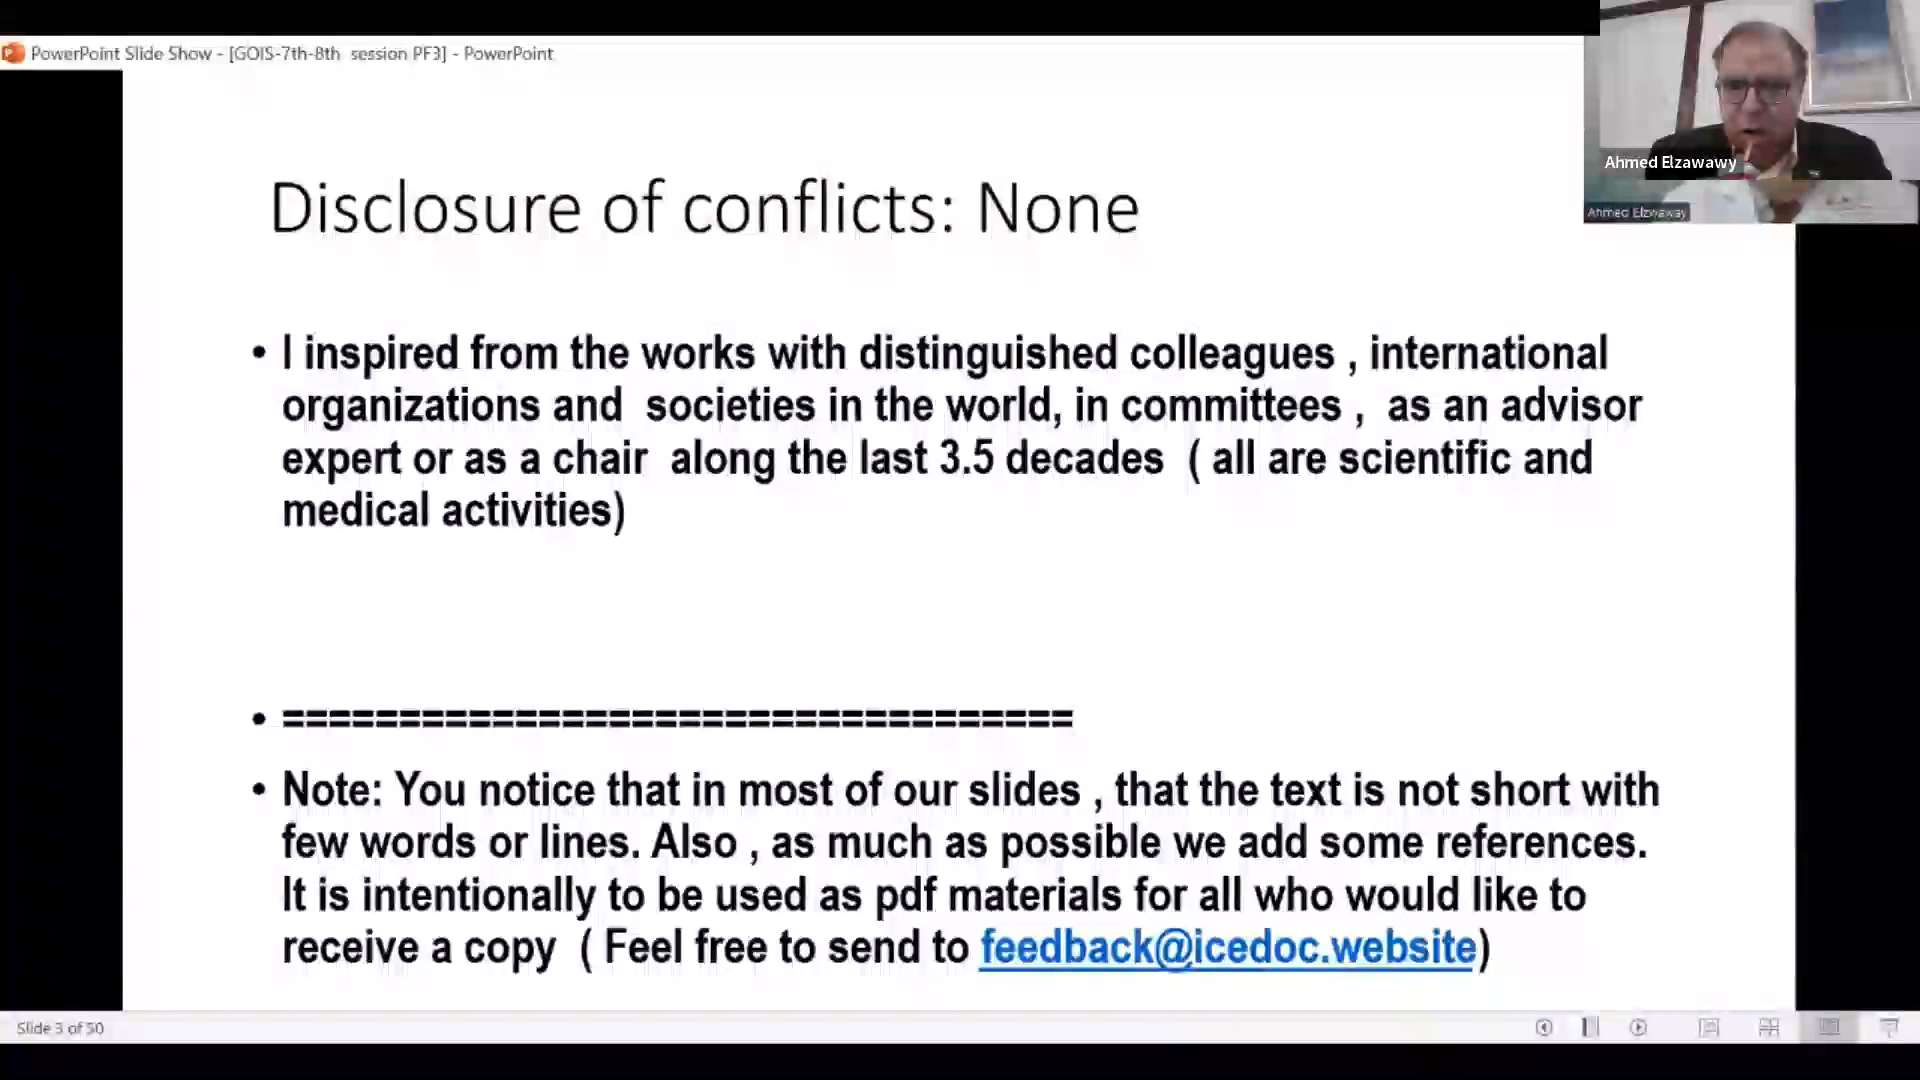 PowerPoint Slide Show - [GOIS-7th-8th session PF3] - PowerPoint
Ahmed Elzawawy
Ahmed Elzwaway
Disclosure of conflicts: None
• I inspired from the works with distinguished colleagues , international
organizations and societies in the world, in committees , as an advisor
expert or as a chair along the last 3.5 decades ( all are scientific and
medical activities)
• ==================================
• Note: You notice that in most of our slides , that the text is not short with
few words or lines. Also , as much as possible we add some references.
It is intentionally to be used as pdf materials for all who would like to
receive a copy ( Feel free to send to feedback@icedoc.website)
Slide 3 of 50